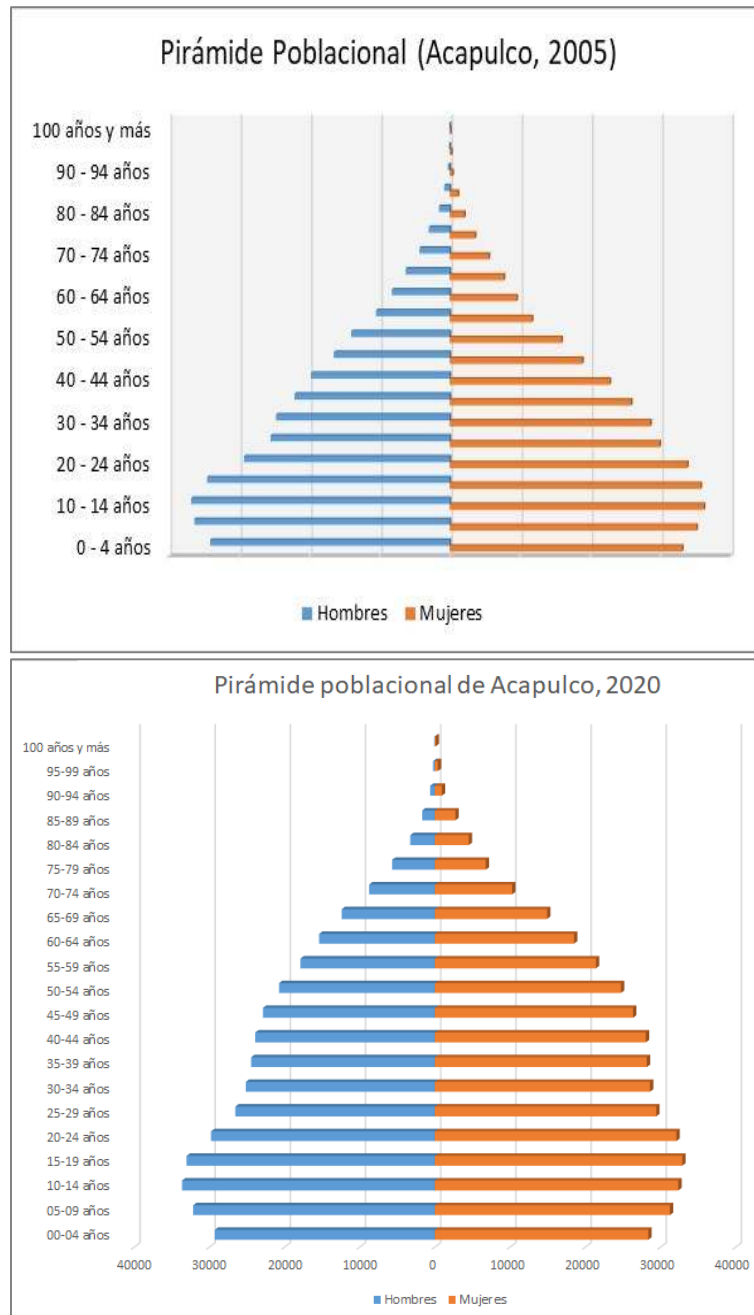 Pirámide Poblacional (Acapulco, 2005)
100 años y más
90 - 94 años
80 - 84 años
70 - 74 años
60 - 64 años
50 - 54 años
40 - 44 años
30 - 34 años
20 - 24 años
10 - 14 años
0 - 4 años
Hombres Mujeres
Pirámide poblacional de Acapulco, 2020
100 años y más
95-99 años
90-94 años
85-89 años
80-84 años
75-79 años
70-74 años
65-69 años
60-64 años
55-59 años
50-54 años
45-49 años
40-44 años
35-39 años
30-34 años
25-29 años
20-24 años
15-19 años
10-14 años
05-09 años
00-04 años
40000 30000 20000 10000 0 10000 20000 30000 40000
Hombres Mujeres